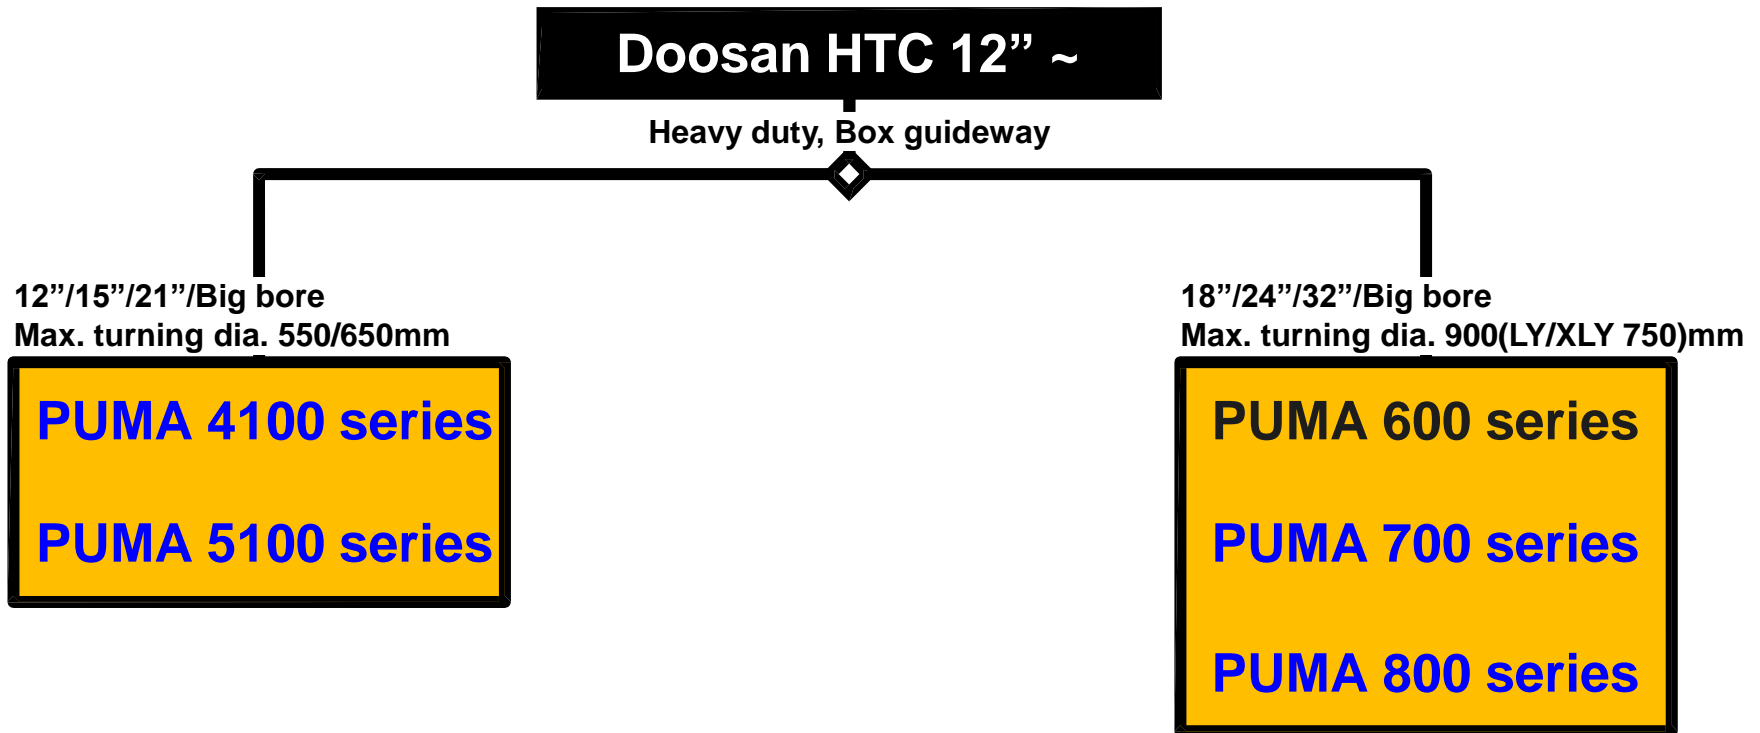 Doosan HTC 12” ~
Heavy duty, Box guideway
12”/15”/21”/Big bore
Max. turning dia. 550/650mm
PUMA 4100 series
PUMA 5100 series
18”/24”/32”/Big bore
Max. turning dia. 900(LY/XLY 750)mm
PUMA 600 series
PUMA 700 series
PUMA 800 series